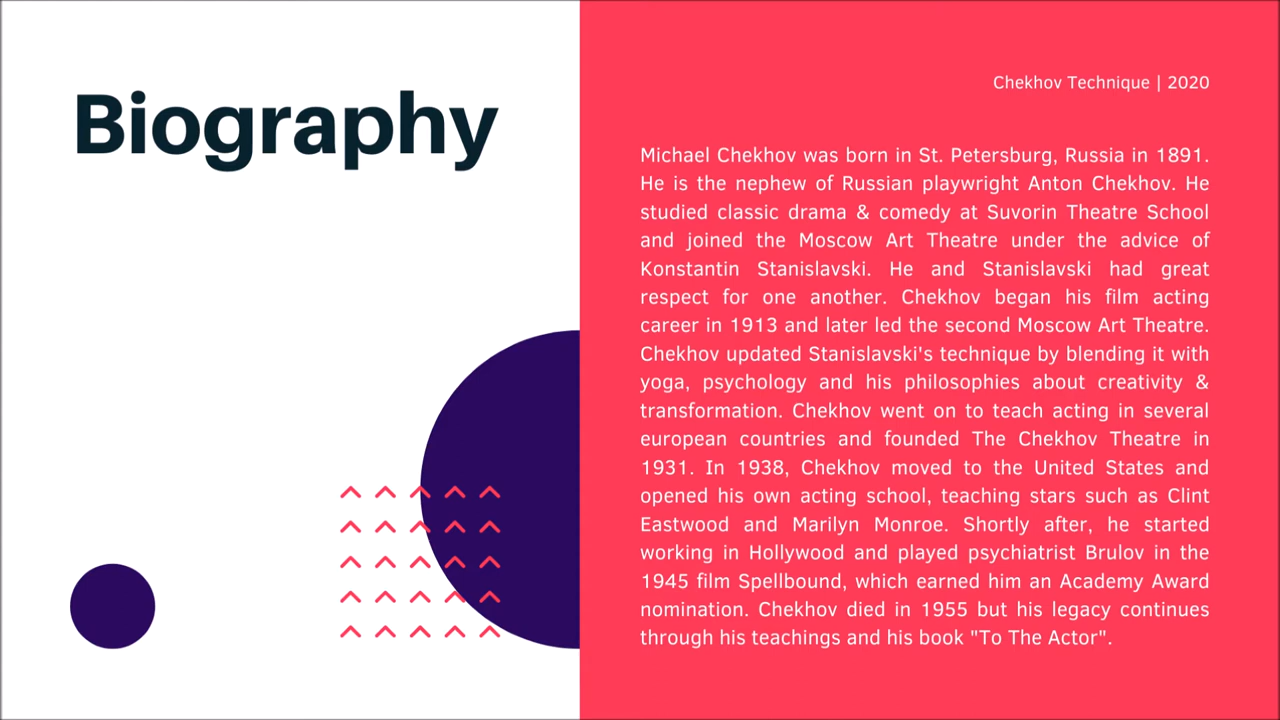 Biography
Chekhov Technique | 2020
Michael Chekhov was born in St. Petersburg, Russia in 1891.
He is the nephew of Russian playwright Anton Chekhov. He
studied classic drama & comedy at Suvorin Theatre School
and joined the Moscow Art Theatre under the advice of
Konstantin Stanislavski. He and Stanislavski had great
respect for one another. Chekhov began his film acting
career in 1913 and later led the second Moscow Art Theatre.
Chekhov updated Stanislavski's technique by blending it with
yoga, psychology and his philosophies about creativity &
transformation. Chekhov went on to teach acting in several
european countries and founded The Chekhov Theatre in
1931. In 1938, Chekhov moved to the United States and
opened his own acting school, teaching stars such as Clint
Eastwood and Marilyn Monroe. Shortly after, he started
working in Hollywood and played psychiatrist Brulov in the
1945 film Spellbound, which earned him an Academy Award
nomination. Chekhov died in 1955 but his legacy continues
through his teachings and his book "To The Actor".